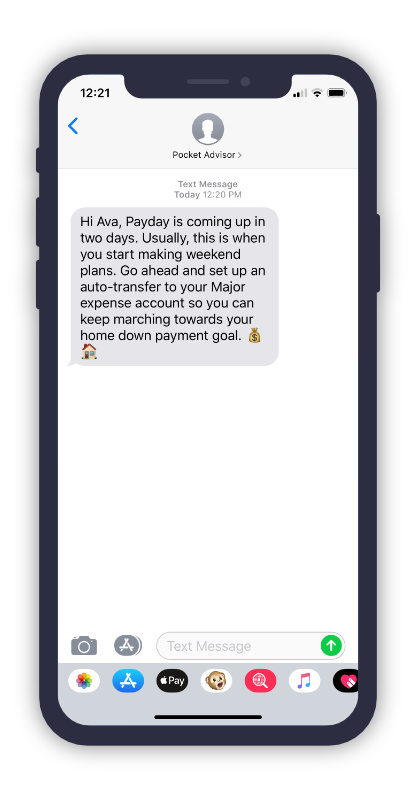 12:21
Pocket Advisor >
Text Message
Today 12:20 PM
Hi Ava, Payday is coming up in
two days. Usually, this is when
you start making weekend
plans. Go ahead and set up an
auto-transfer to your Major
expense account so you can
keep marching towards your
home down payment goal. 💰
🏠
Text Message
Pay